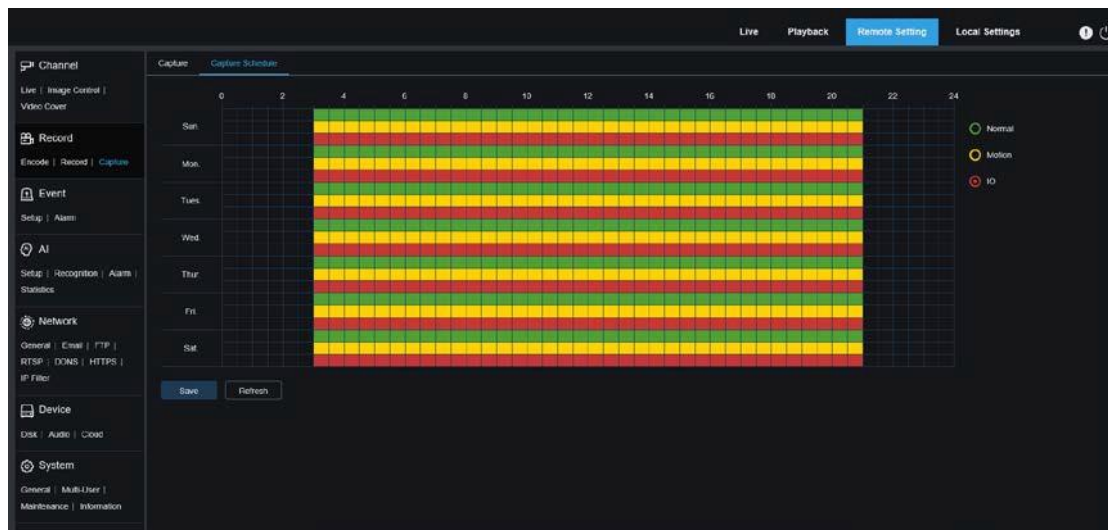 Live Playback Remote Setting Local Settings
Channel
Live | Image Control |
Video Cover
Record
Encode | Record | Capture
Event
Setup | Alarm
AI
Setup | Recognition | Alarm |
Statistics
Network
General | Email | FTP |
RTSP | DDNS | HTTPS |
IP Filter
Device
Disk | Audio | Cloud
System
General | Multi-User |
Maintenance | Information
Capture Capture Schedule
0 2 4 6 8 10 12 14 16 18 20 22 24
Sun.
Mon.
Tues.
Wed.
Thur.
Fri.
Sat.
Normal
Motion
IO
Save Refresh